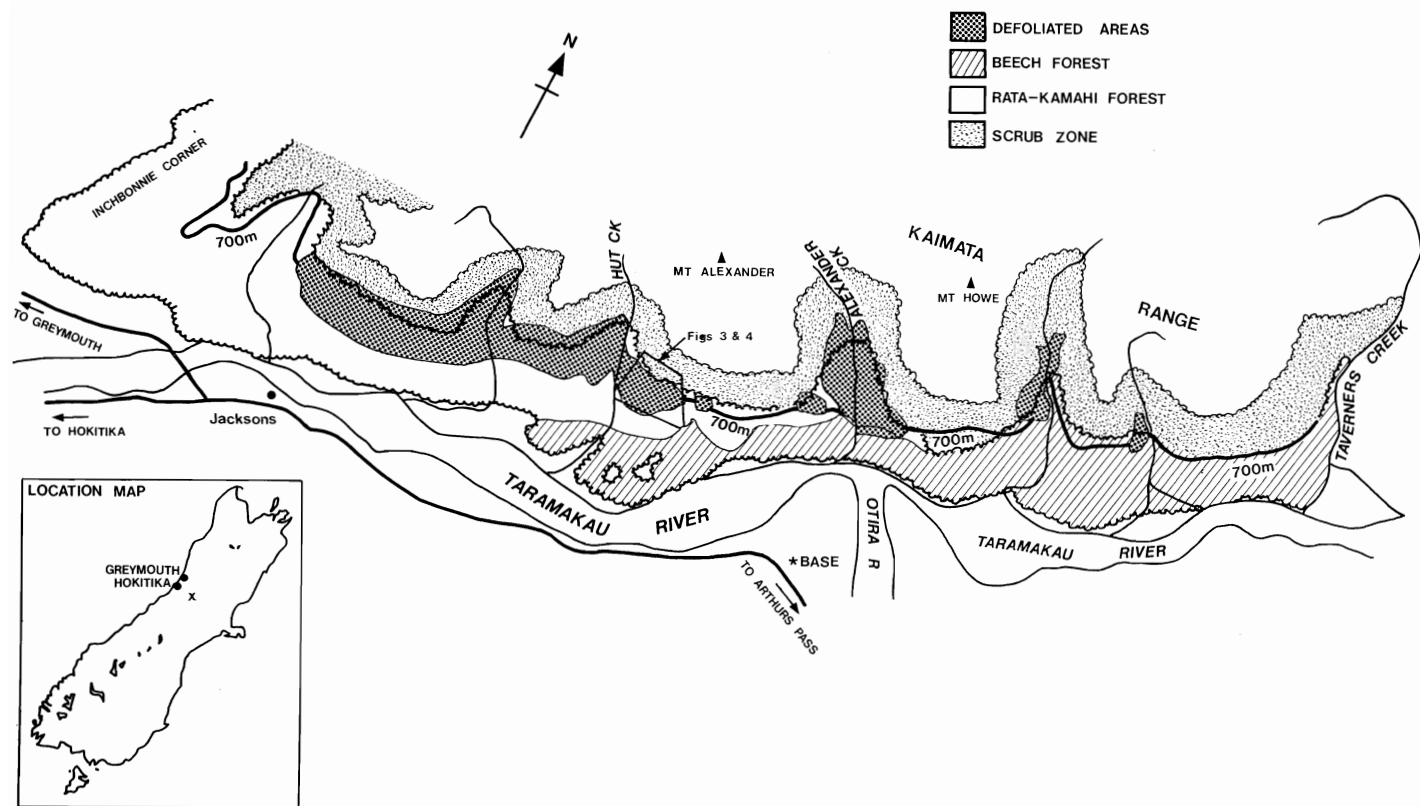 DEFOLIATED AREAS
BEECH FOREST
RATA-KAMAHI FOREST
SCRUB ZONE
N
INCHBONNIE CORNER
700m
HUT CK
MT ALEXANDER
ALEXANDER CK
KAIMATA
MT HOWE
RANGE
Figs 3 & 4
TO GREYMOUTH
Jacksons
TO HOKITIKA
700m
700m
700m
TAVERNERS CREEK
TARAMAKAU
RIVER
OTIRA R
TARAMAKAU
RIVER
*BASE
TO ARTHURS PASS
LOCATION MAP
GREYMOUTH
HOKITIKA
x